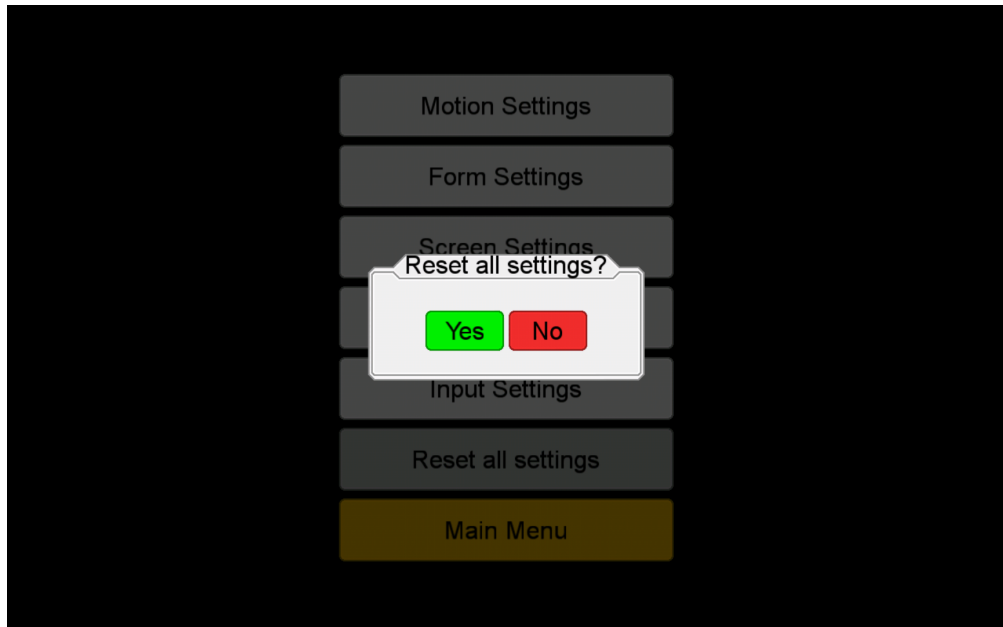 Motion Settings
Form Settings
Screen Settings
Reset all settings?
Yes No
Input Settings
Reset all settings
Main Menu